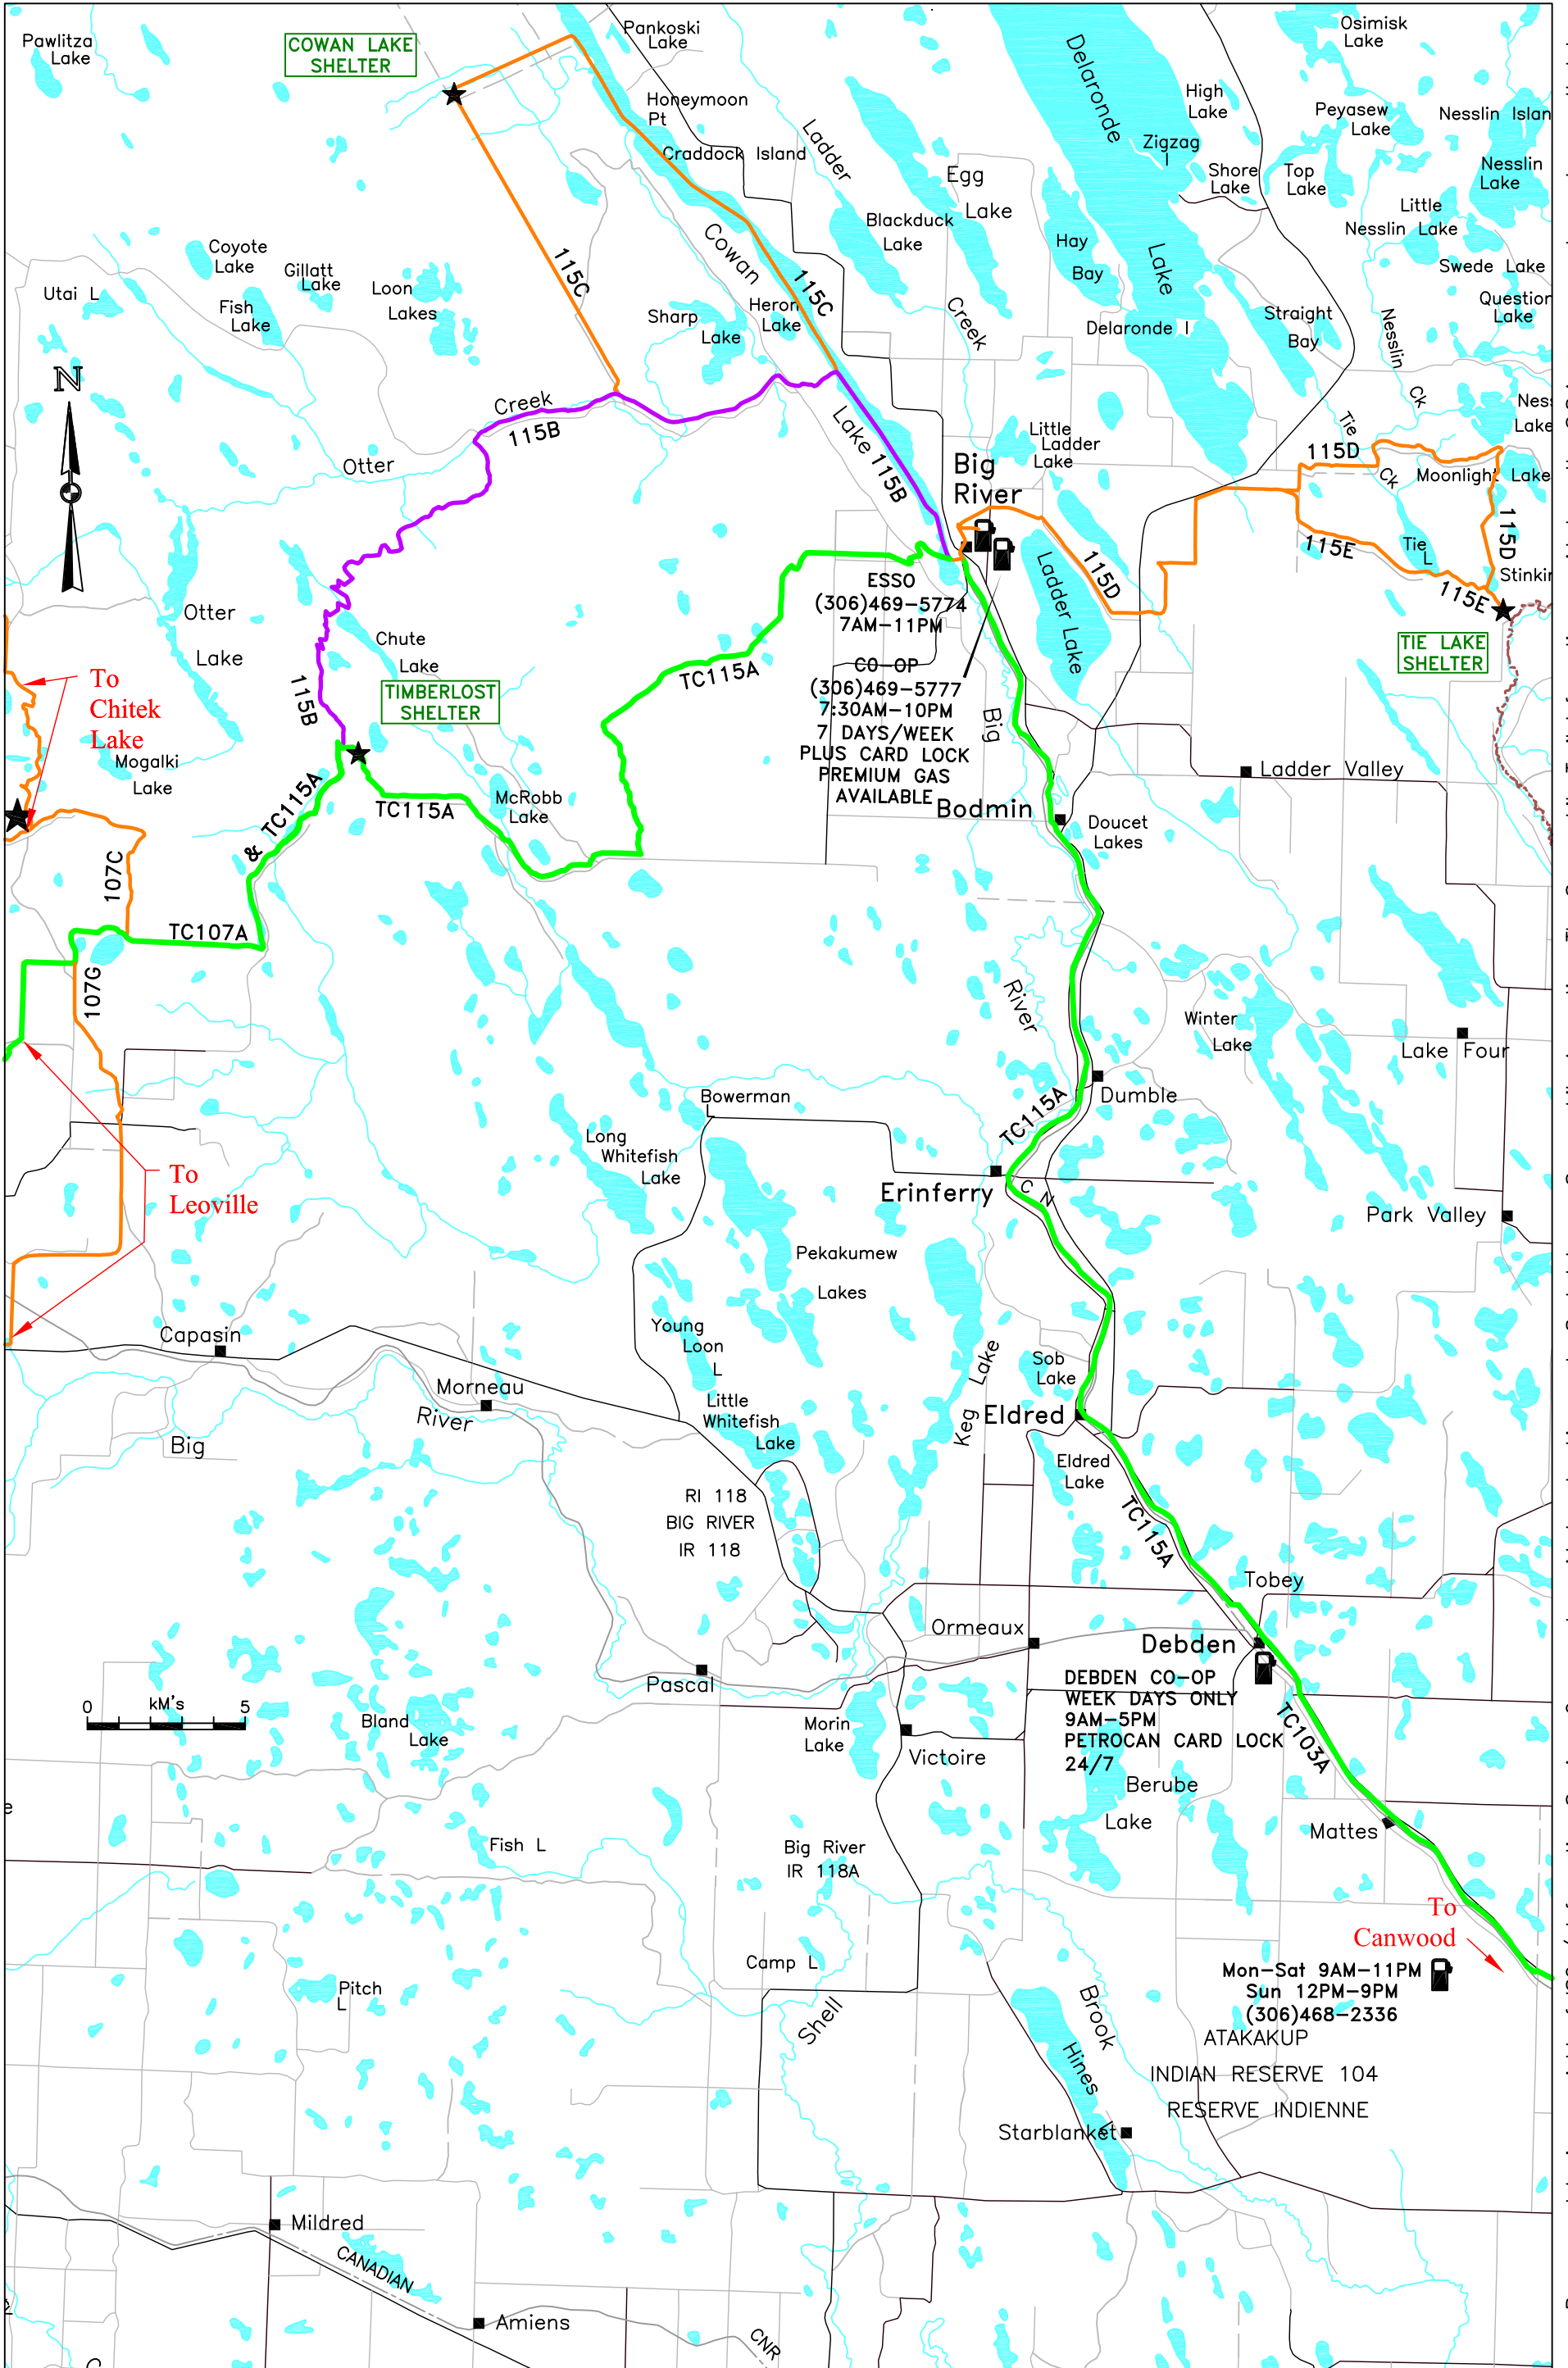 Pawlitza
Lake
COWAN LAKE
SHELTER
Pankoski
Lake
Honeymoon
Pt
Craddock Island
Ladder
Creek
Delaronde
Lake
Osimisk
Lake
High
Lake
Zigzag
I
Peyasew
Lake
Nesslin Islan
Nesslin
Lake
Shore
Lake
Top
Lake
Little
Nesslin Lake
Swede Lake
Question
Lake
Egg
Lake
Blackduck
Lake
Hay
Bay
Coyote
Lake
Gillatt
Lake
Utai L
Fish
Lake
Loon
Lakes
115C
Cowan
Lake
115C
Sharp
Lake
Heron
Lake
Delaronde I
Straight
Bay
Nesslin
Ck
N
Creek
115B
Otter
115B
Little
Ladder
Lake
Big
River
Tie
Ck
115D
Moonlight Lake
Ness
Lake
115D
115E
Tie
L
Stinkin
115E
TIE LAKE
SHELTER
115D
Ladder Lake
ESSO
(306)469-5774
7AM-11PM
CO-OP
(306)469-5777
7:30AM-10PM
7 DAYS/WEEK
PLUS CARD LOCK
PREMIUM GAS
AVAILABLE
Otter
Lake
Chute
Lake
TIMBERLOST
SHELTER
115B
TC115A
To
Chitek
Lake
Mogalki
Lake
& TC115A
TC115A
McRobb
Lake
Big
River
Bodmin
Doucet
Lakes
Ladder Valley
107C
TC107A
107G
Winter
Lake
Lake Four
Dumble
TC115A
Bowerman
L
Long
Whitefish
Lake
Erinferry
C N
Park Valley
To
Leoville
Pekakumew
Lakes
Capasin
Young
Loon
L
Morneau
River
Big
Little
Whitefish
Lake
Keg Lake
Sob
Lake
Eldred
Eldred
Lake
RI 118
BIG RIVER
IR 118
TC115A
Tobey
Ormeaux
Debden
Pascal
DEBDEN CO-OP
WEEK DAYS ONLY
9AM-5PM
PETROCAN CARD LOCK
24/7
TC103A
0 kM's 5
Bland
Lake
Morin
Lake
Victoire
Berube
Lake
Mattes
e
Fish L
Big River
IR 118A
To
Canwood
Camp L
Mon-Sat 9AM-11PM
Sun 12PM-9PM
(306)468-2336
Pitch
L
Shell
Brook
ATAKAKUP
INDIAN RESERVE 104
RESERVE INDIENNE
Hines
L
Starblanket
Mildred
CANADIAN
Amiens
CNR